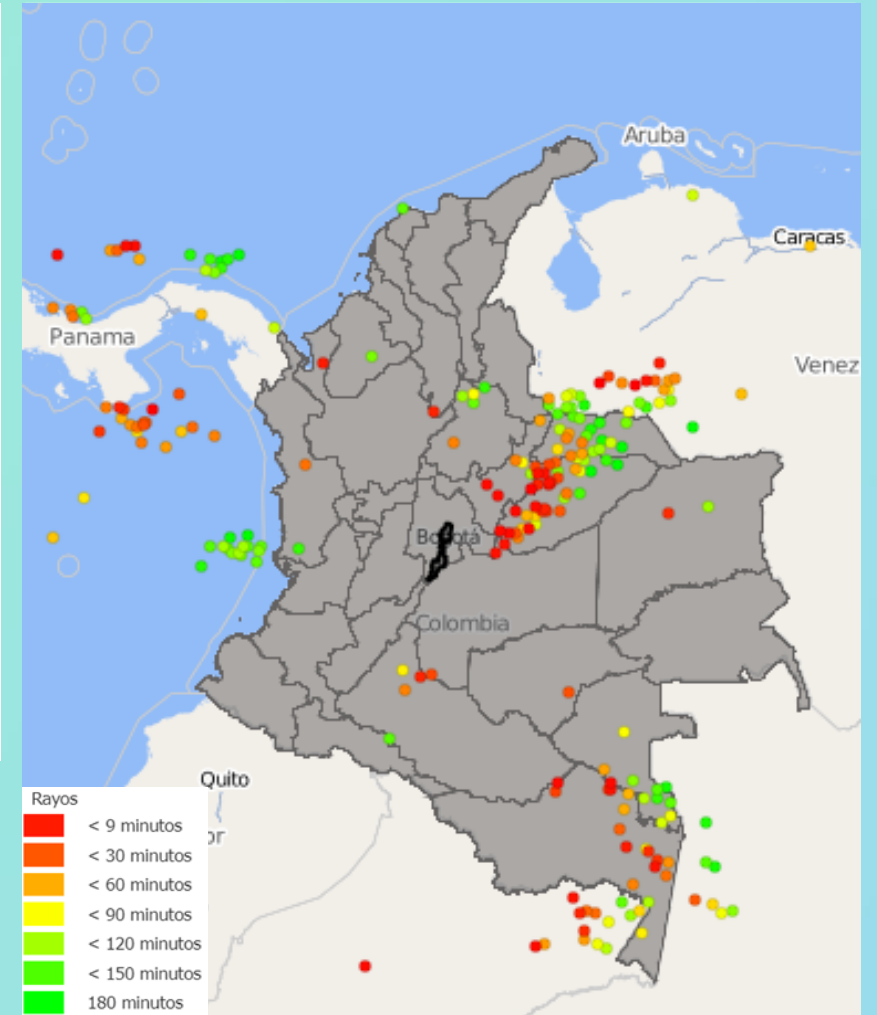 Aruba
Caracas
Panama
Venez
Bogotá
Colombia
Quito
or
Rayos
< 9 minutos
< 30 minutos
< 60 minutos
< 90 minutos
< 120 minutos
< 150 minutos
180 minutos